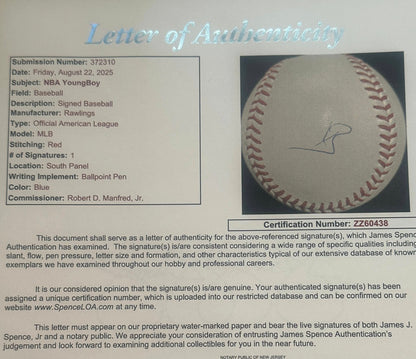 Letter of Authenticity
Submission Number: 372310
Date: Friday, August 22, 2025
Subject: NBA YoungBoy
Field: Baseball
Description: Signed Baseball
Manufacturer: Rawlings
Type: Official American League
Model: MLB
Stitching: Red
# of Signatures: 1
Location: South Panel
Writing Implement: Ballpoint Pen
Color: Blue
Commissioner: Robert D. Manfred, Jr.
Certification Number: ZZ60438
This document shall serve as a letter of authenticity for the above-referenced signature(s), which James Spence
Authentication has examined. The signature(s) is/are consistent considering a wide range of specific qualities including
slant, flow, pen pressure, letter size and formation, and other characteristics typical of our extensive database of known
exemplars we have examined throughout our hobby and professional careers.
It is our considered opinion that the signature(s) is/are genuine. Your authenticated signature(s) has been
assigned a unique certification number, which is uploaded into our restricted database and can be confirmed on our
website www.SpenceLOA.com at any time.
This letter must appear on our proprietary water-marked paper and bear the live signatures of both James J.
Spence, Jr and a notary public. We appreciate your consideration of entrusting James Spence Authentication's
judgement and look forward to examining additional collectibles for you in the near future.
NOTARY PUBLIC OF NEW JERSEY